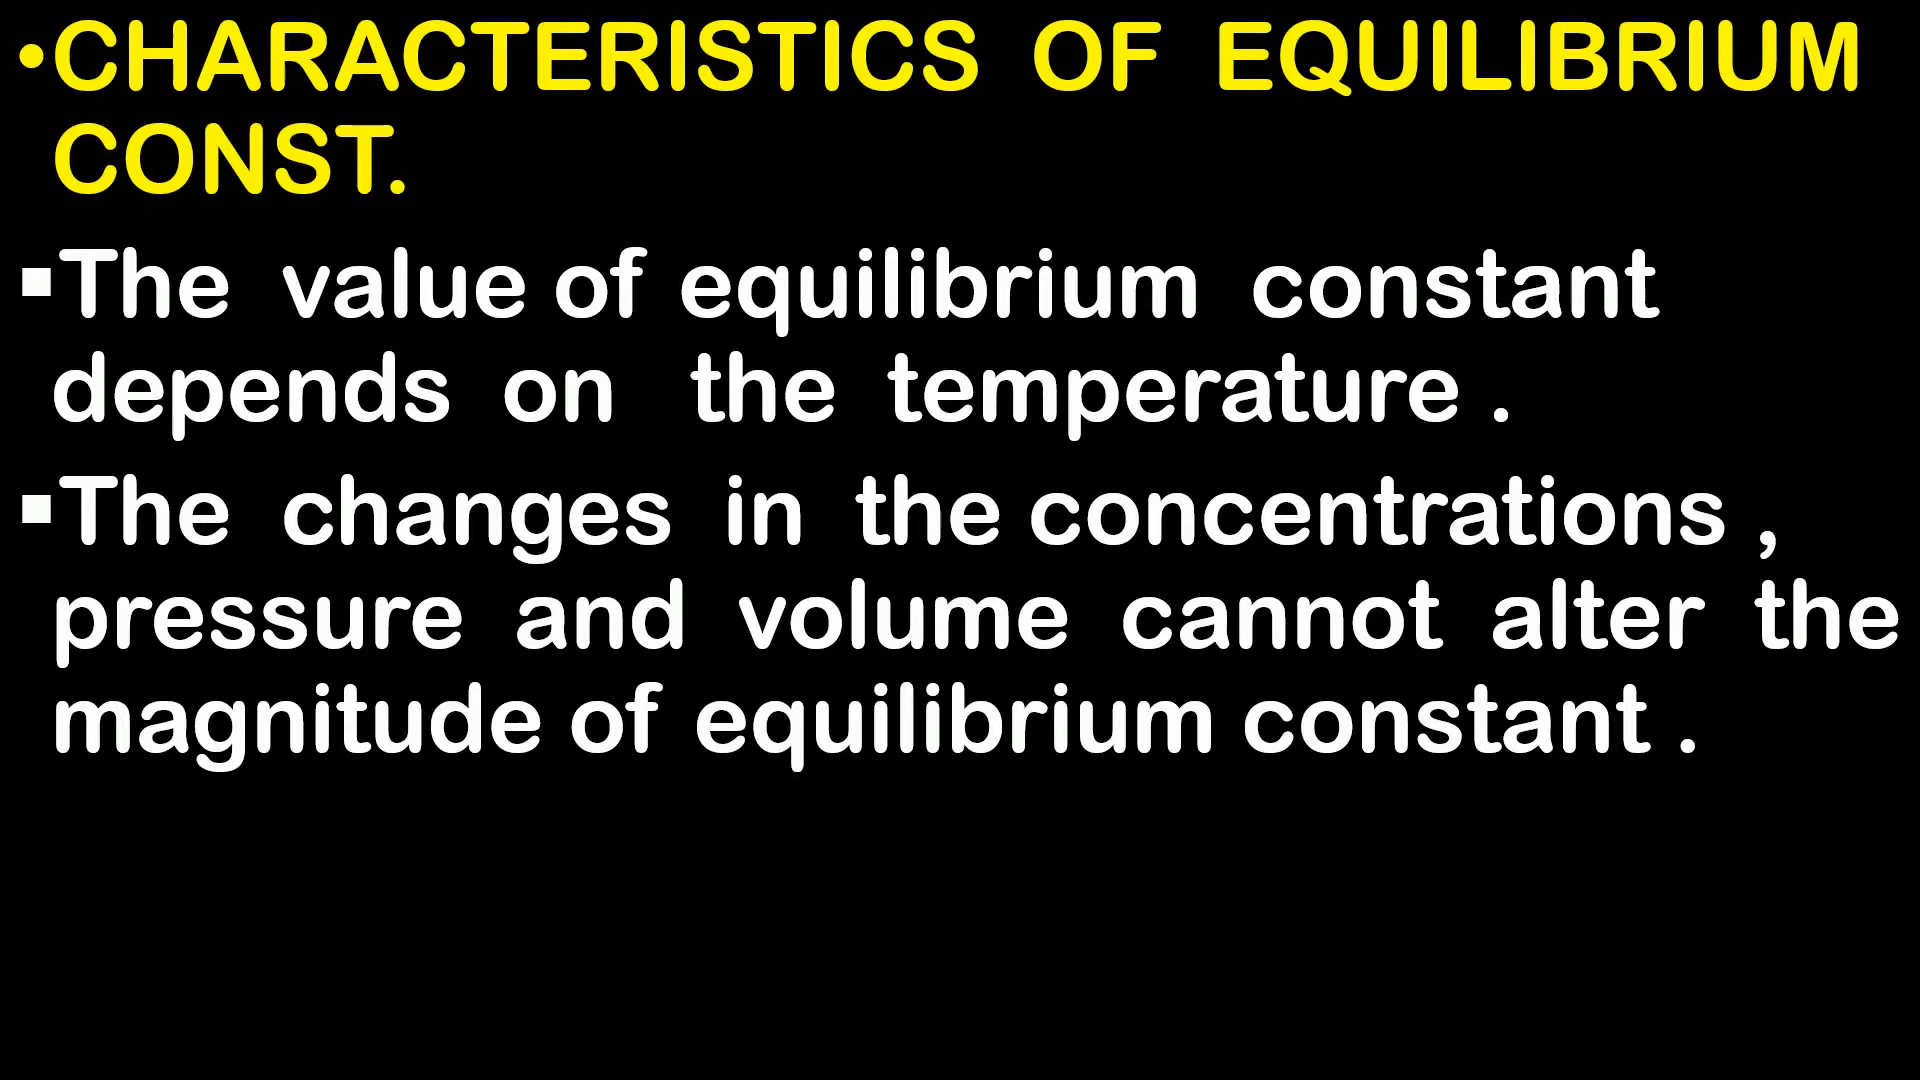 •CHARACTERISTICS OF EQUILIBRIUM
CONST.
▪The value of equilibrium constant
depends on the temperature .
▪The changes in the concentrations ,
pressure and volume cannot alter the
magnitude of equilibrium constant .